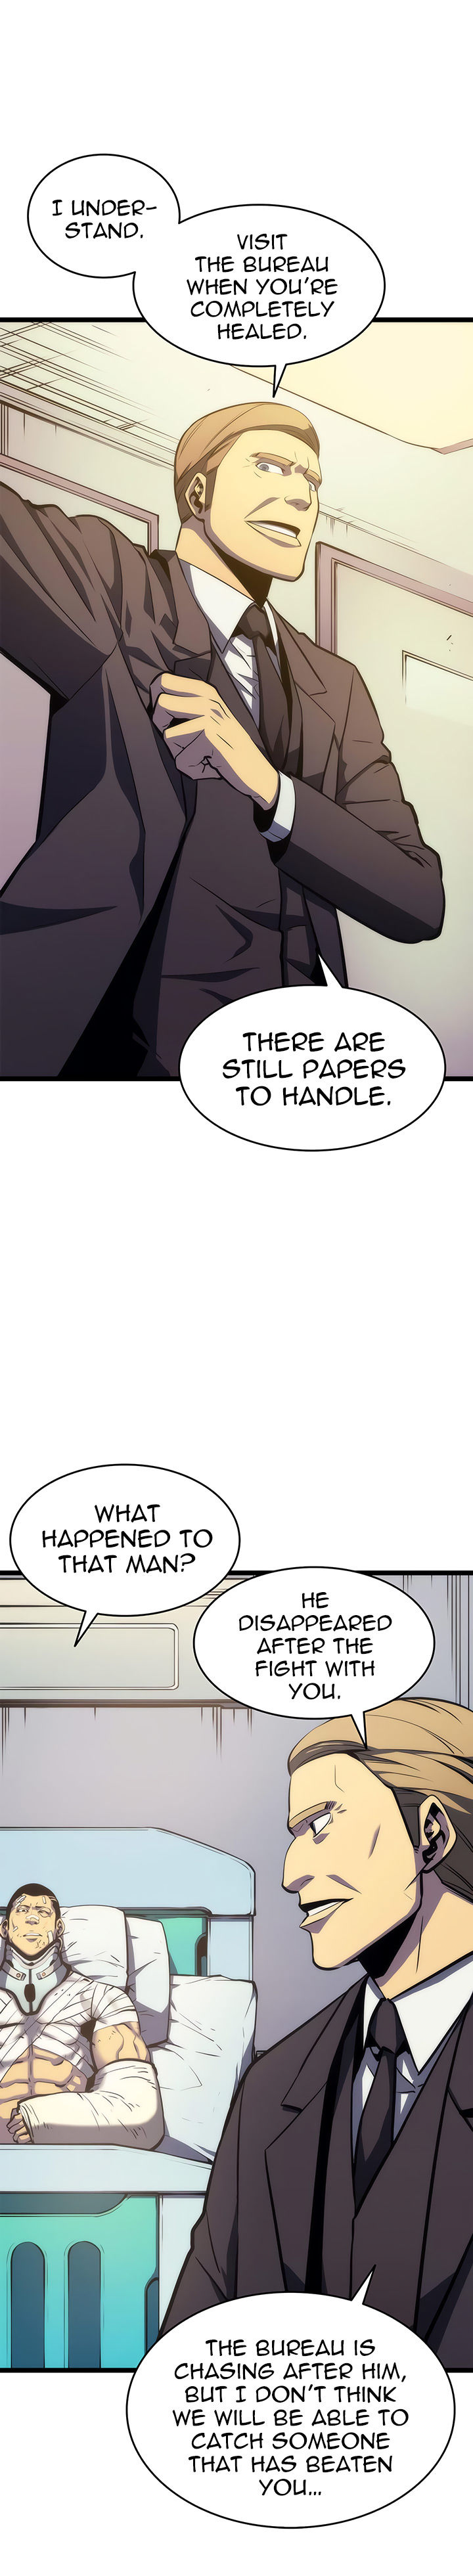 I UNDER-
STAND.
VISIT
THE BUREAU
WHEN YOU'RE
COMPLETELY
HEALED.
THERE ARE
STILL PAPERS
TO HANDLE.
WHAT
HAPPENED TO
THAT MAN?
HE
DISAPPEARED
AFTER THE
FIGHT WITH
YOU.
THE BUREAU IS
CHASING AFTER HIM,
BUT I DON'T THINK
WE WILL BE ABLE TO
CATCH SOMEONE
THAT HAS BEATEN
YOU...